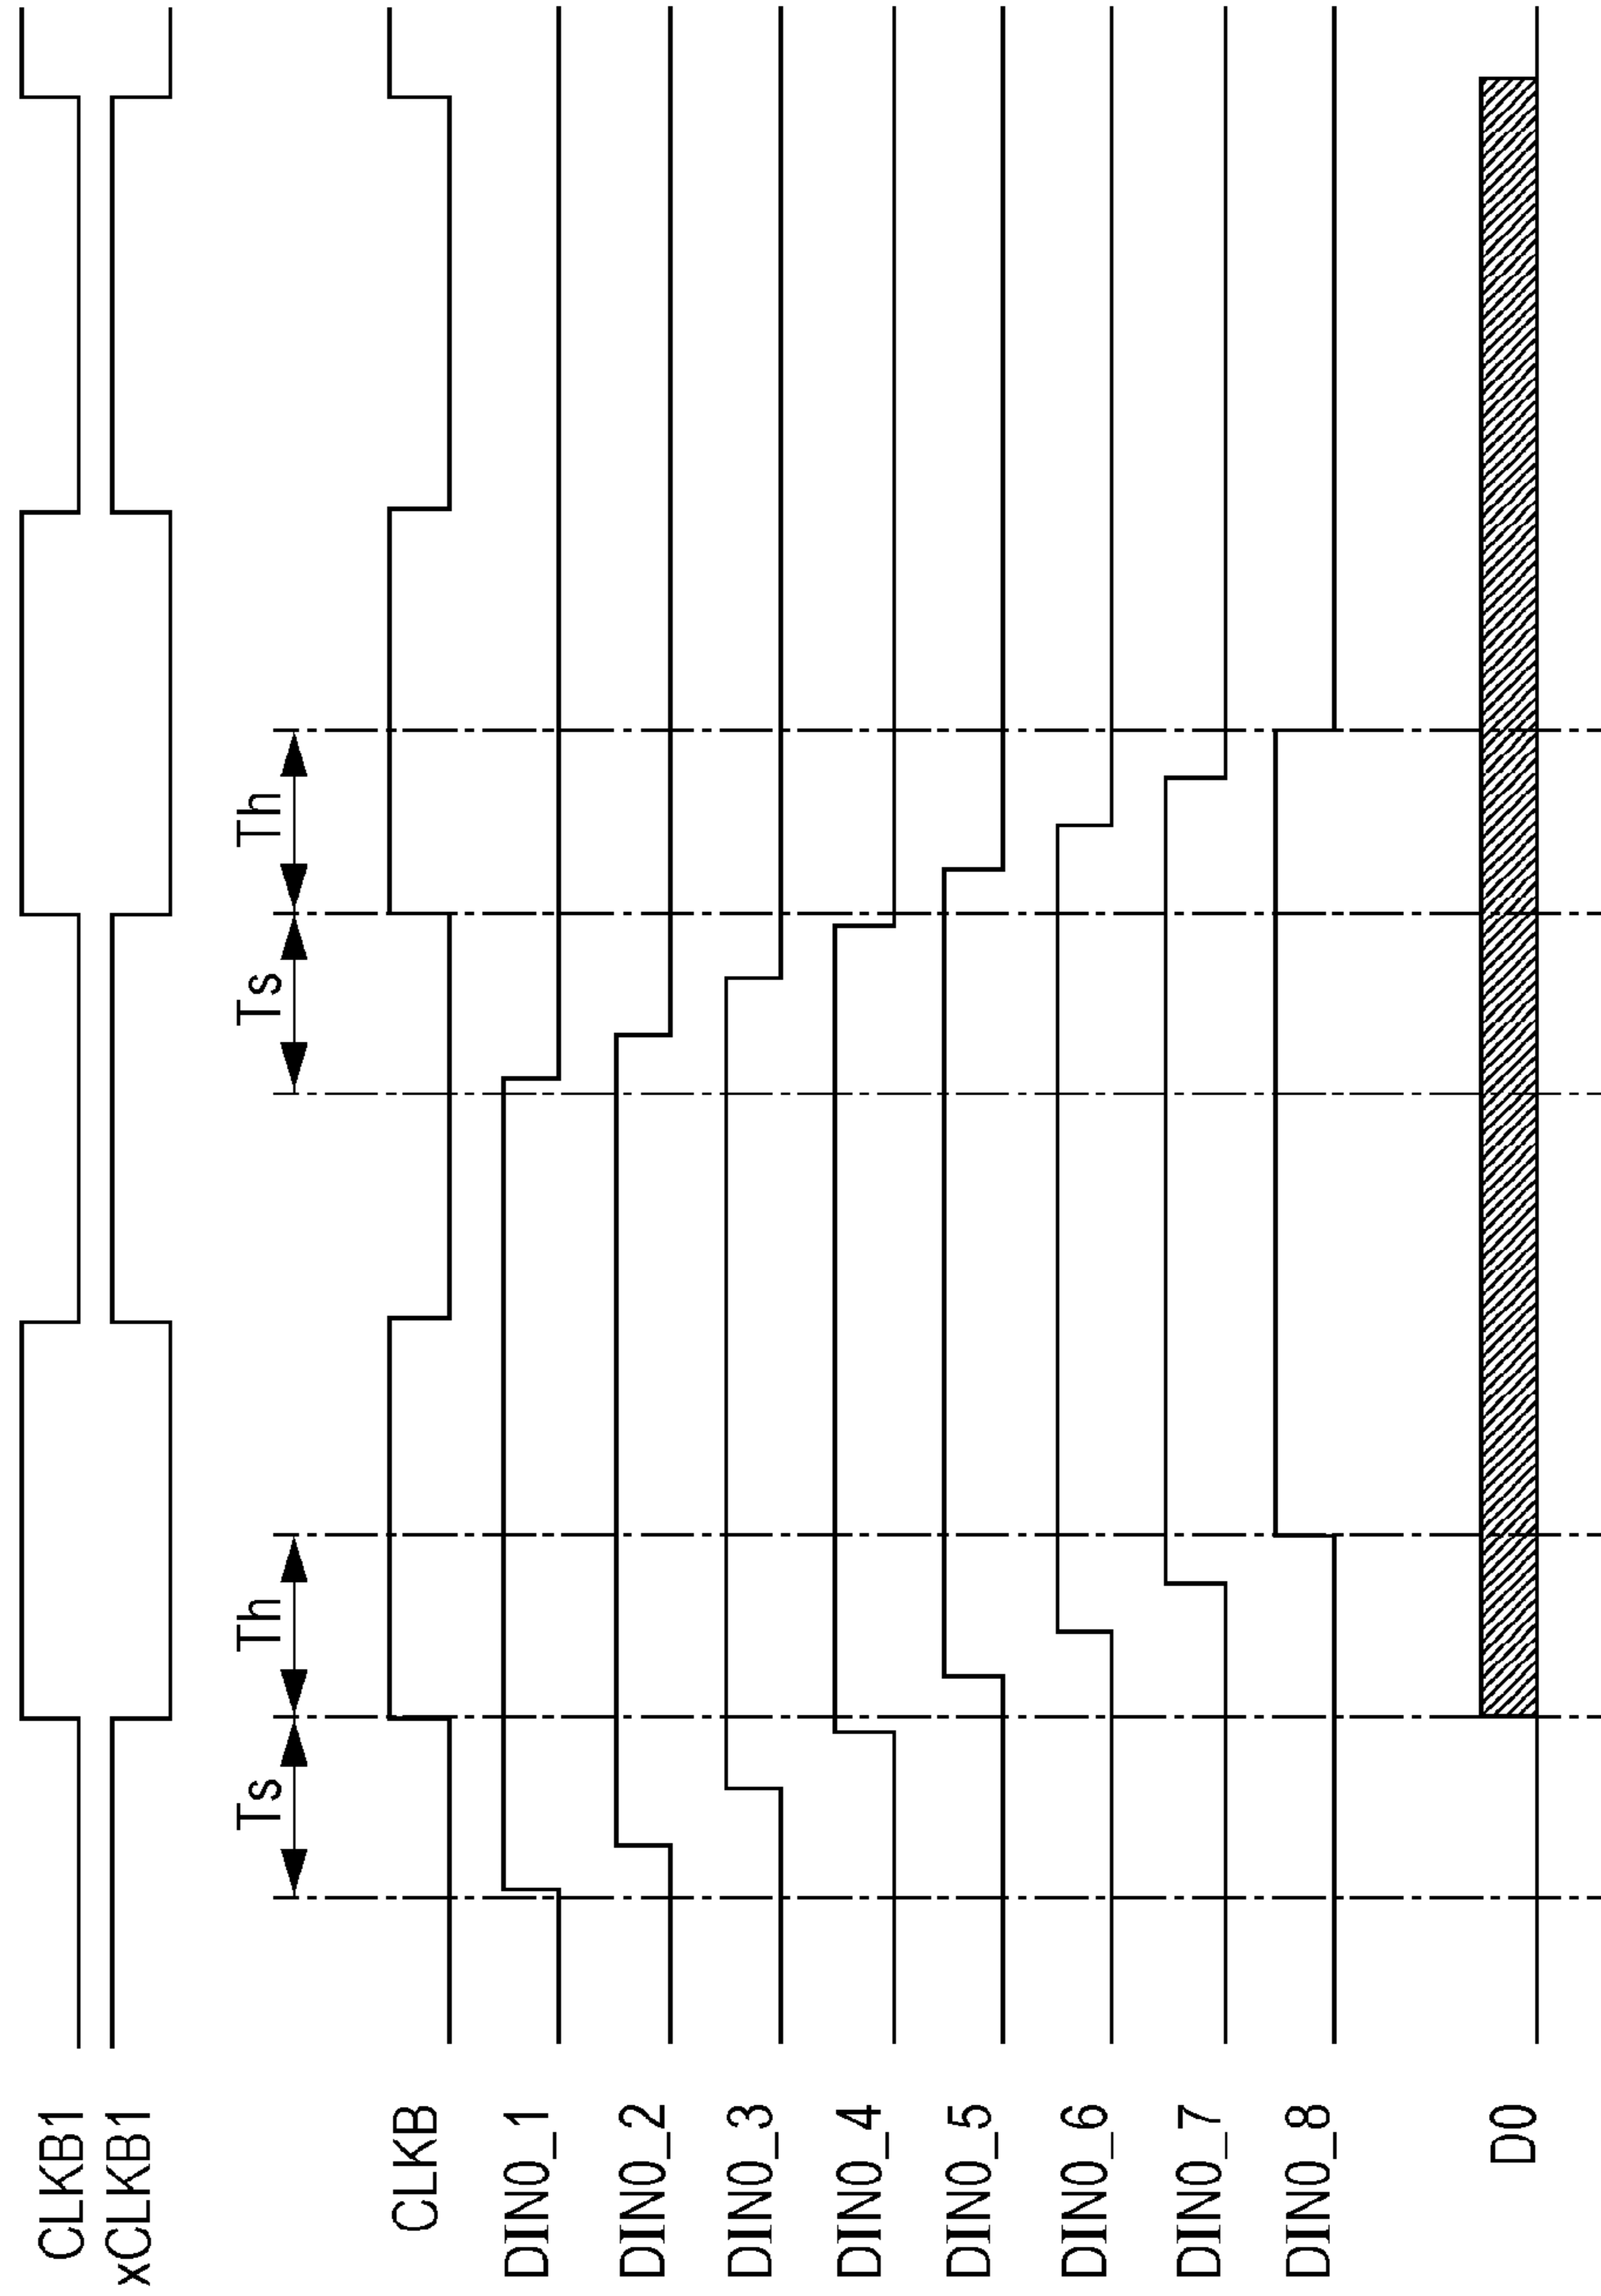 CLKB1
xCLKB1
Ts Th Ts Th
CLKB
DIN0_1
DIN0_2
DIN0_3
DIN0_4
DIN0_5
DIN0_6
DIN0_7
DIN0_8
D0